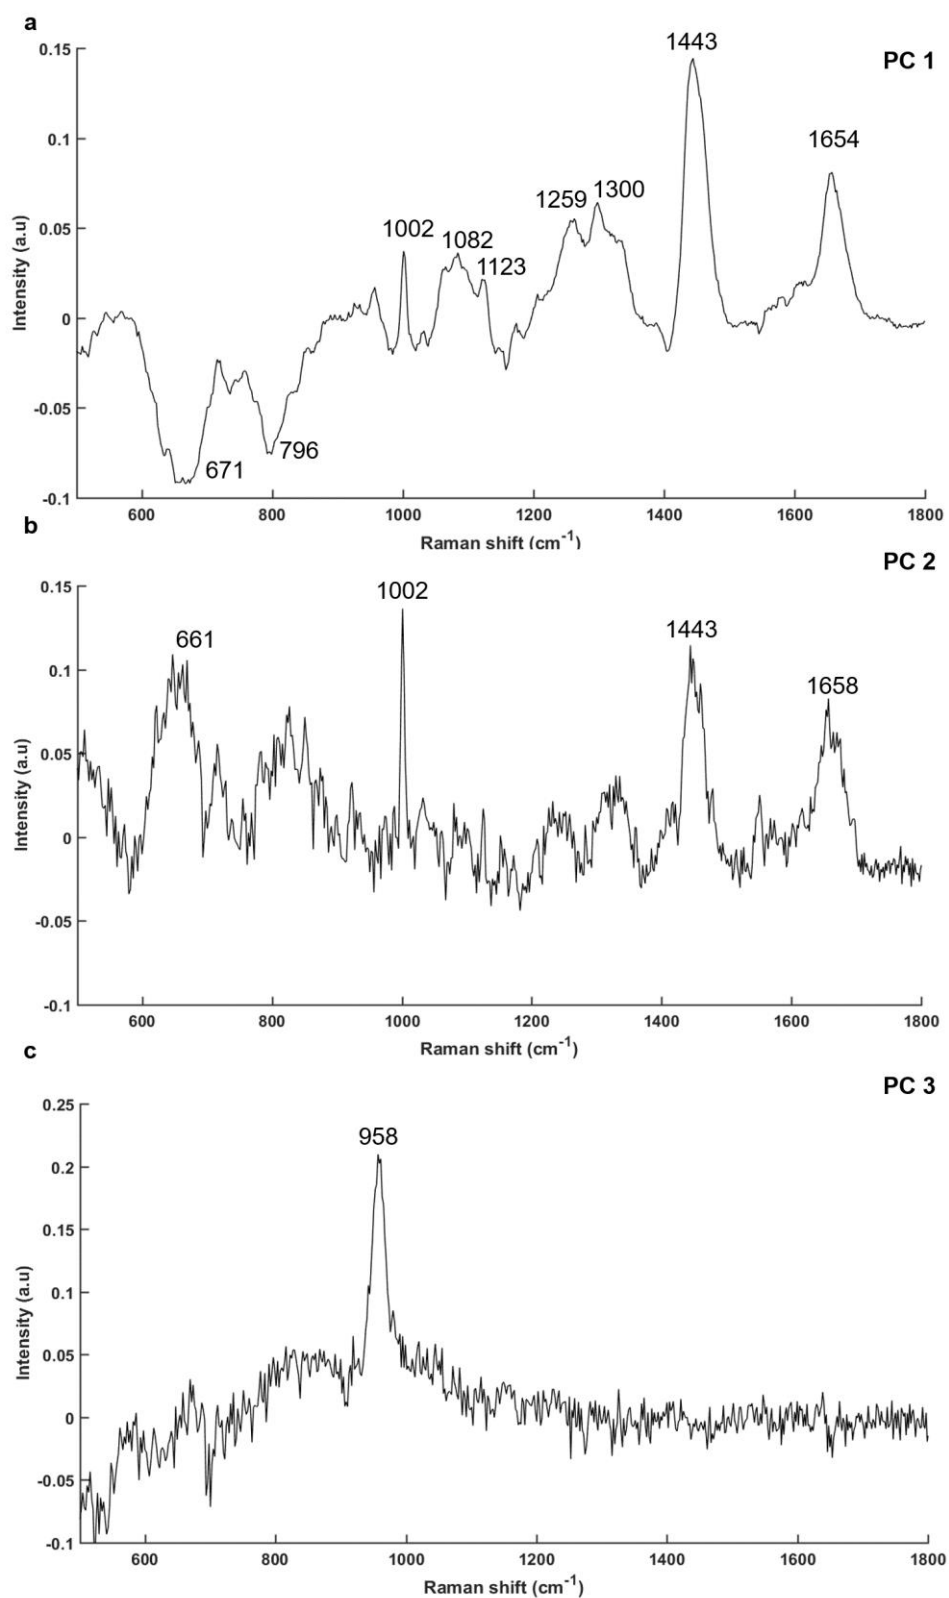 a
PC 1
0.15
0.1
0.05
0
-0.05
-0.1
Intensity (a.u)
1443
1654
1259
1300
1002
1082
1123
671
796
600 800 1000 1200 1400 1600 1800
Raman shift (cm-1)
b
PC 2
0.15
0.1
0.05
0
-0.05
-0.1
Intensity (a.u)
1002
661
1443
1658
600 800 1000 1200 1400 1600 1800
Raman shift (cm-1)
c
PC 3
0.25
0.2
0.15
0.1
0.05
0
-0.05
-0.1
Intensity (a.u)
958
600 800 1000 1200 1400 1600 1800
Raman shift (cm-1)